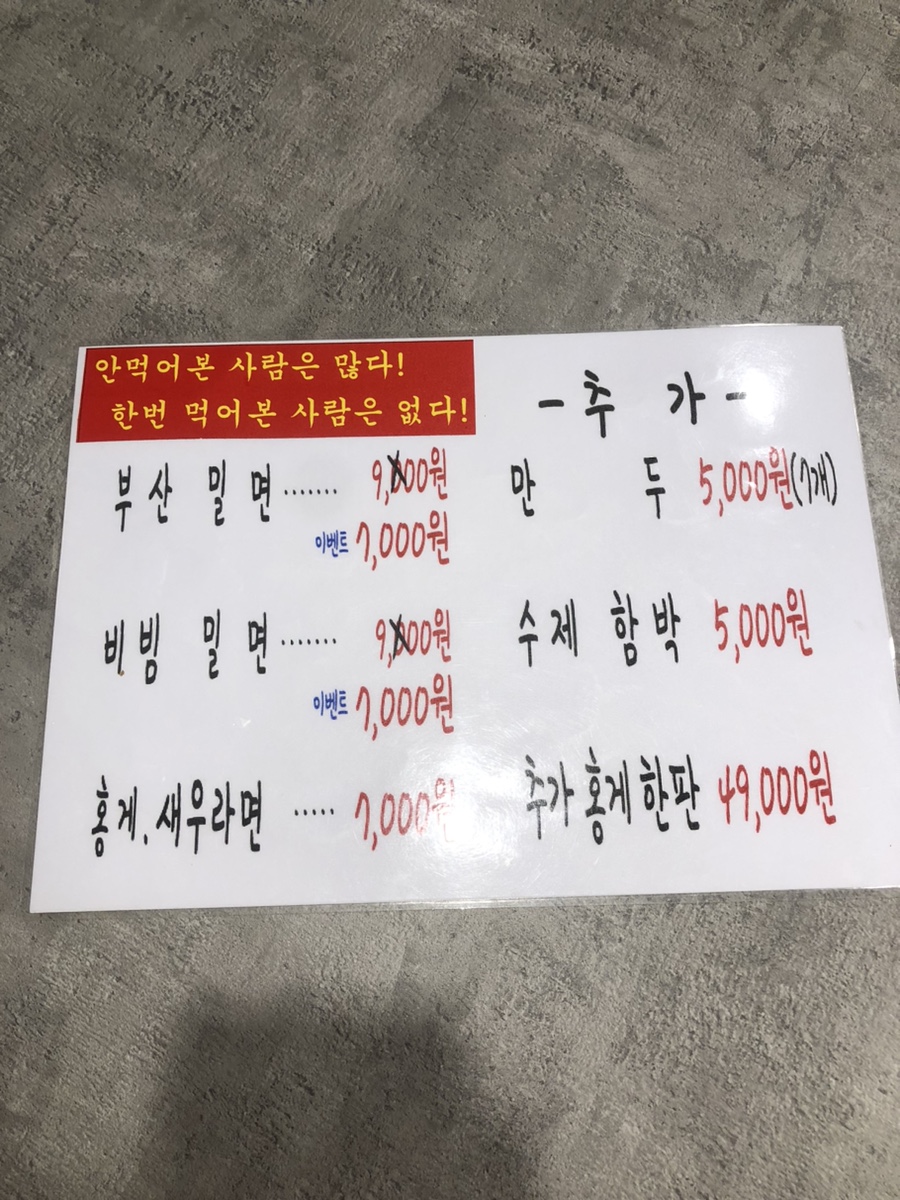 안먹어본 사람은 많다!
한번 먹어본 사람은 없다!
부산 밀면 ······· 9,000원
이벤트 7,000원
비빔 밀면 ······· 9,000원
이벤트 7,000원
홍게.새우라면 ····· 7,000원
-추 가-
만 두 5,000원(7개)
수제 함박 5,000원
추가 홍게 한판 49,000원